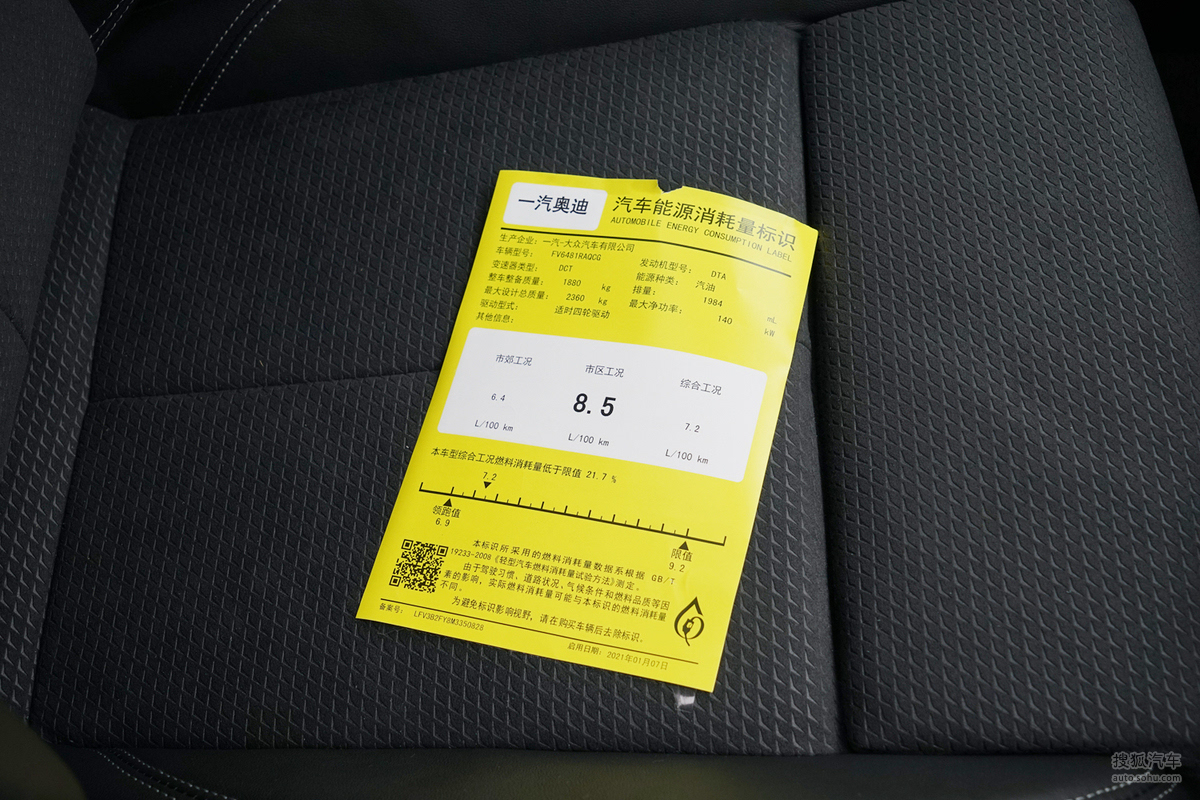 一汽奥迪
汽车能源消耗量标识
AUTOMOBILE ENERGY CONSUMPTION LABEL
生产企业: 一汽-大众汽车有限公司
车辆型号: FV6481RAQCG
发动机型号: DTA
变速器类型: DCT
能源种类: 汽油
整车整备质量: 1880 kg
排量: 1984 mL
最大设计总质量: 2360 kg
最大净功率: 140 kW
驱动型式: 适时四轮驱动
其他信息:
市郊工况 市区工况 综合工况
6.4 8.5 7.2
L/100 km L/100 km L/100 km
本车型综合工况燃料消耗量低于限值 21.7 %
7.2
领跑值
6.9
限值
9.2
本标识所采用的燃料消耗量数据系根据 GB/T
19233-2008《轻型汽车燃料消耗量试验方法》测定。
由于驾驶习惯、道路状况、气候条件和燃料品质等因
素的影响，实际燃料消耗量可能与本标识的燃料消耗量
不同。
为避免标识影响视野，请在购买车辆后去除标识。
备案号: LFV3B2FY8M3350828
启用日期: 2021年01月07日
搜狐汽车
auto.sohu.com